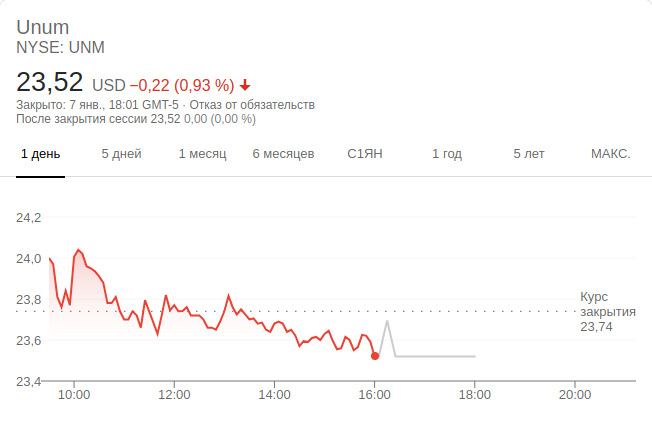 Unum
NYSE: UNM
23,52 USD −0,22 (0,93 %)
Закрыто: 7 янв., 18:01 GMT-5 · Отказ от обязательств
После закрытия сессии 23,52 0,00 (0,00 %)
1 день 5 дней 1 месяц 6 месяцев С1ЯН 1 год 5 лет МАКС.
24,2
24,0
23,8
23,6
23,4
Курс
закрытия
23,74
10:00 12:00 14:00 16:00 18:00 20:00